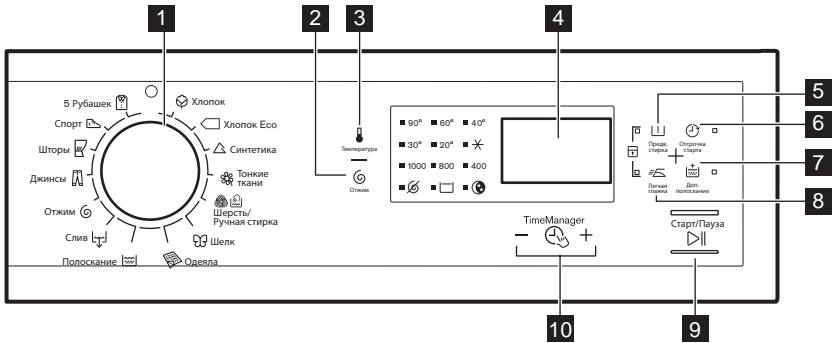 1
2
3
4
5
6
7
8
9
10
5 Рубашек
Спорт
Шторы
Джинсы
Отжим
Слив
Полоскание
Хлопок
Хлопок Eco
Синтетика
Тонкие
ткани
Шерсть/
Ручная стирка
Шелк
Одеяла
Температура
Отжим
90° 60° 40°
30° 20°
1000 800 400
TimeManager
− +
Предв.
стирка
Отсрочка
старта
Легкая
глажка
Доп.
полоскание
Старт/Пауза